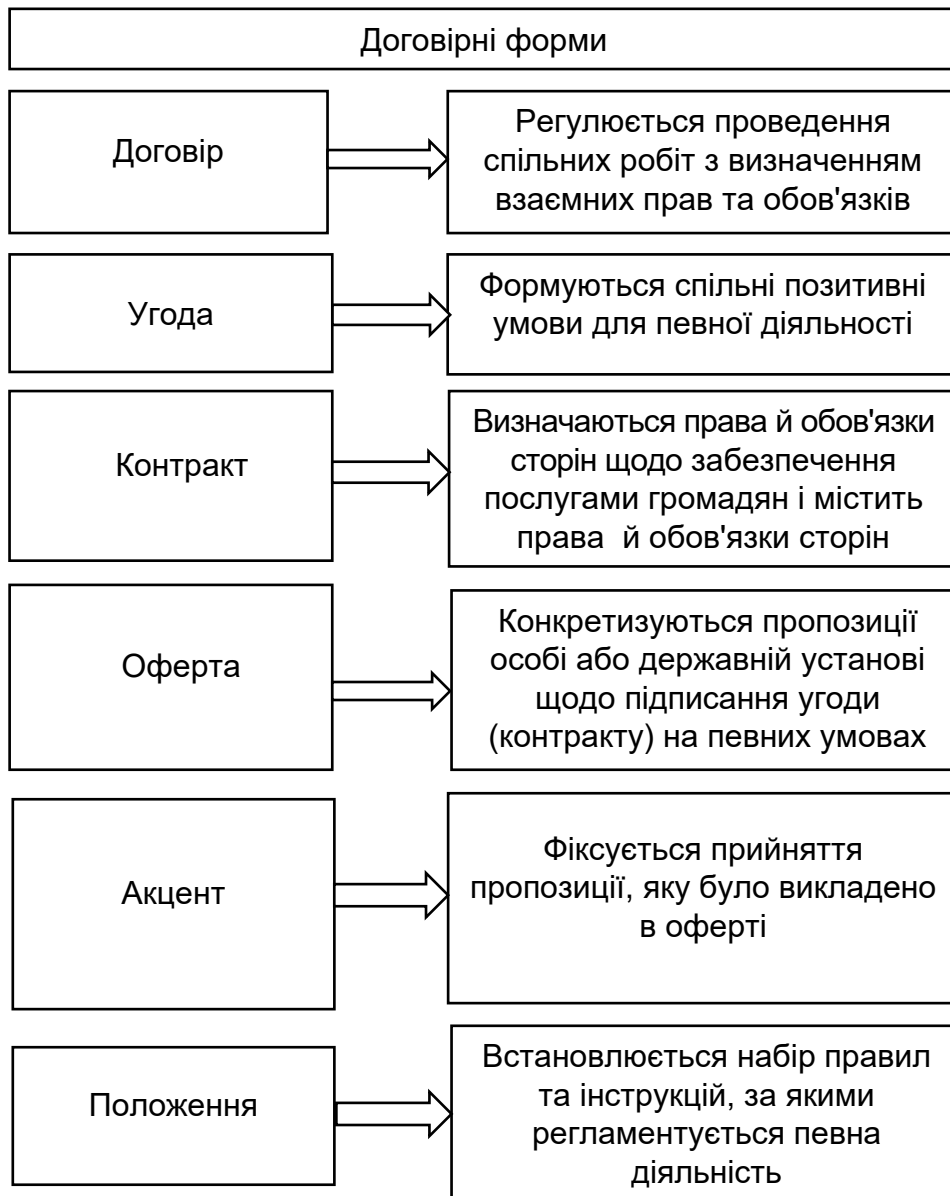 Договірні форми
Договір
Регулюється проведення
спільних робіт з визначенням
взаємних прав та обов'язків
Угода
Формуються спільні позитивні
умови для певної діяльності
Контракт
Визначаються права й обов'язки
сторін щодо забезпечення
послугами громадян і містить
права й обов'язки сторін
Оферта
Конкретизуються пропозиції
особі або державній установі
щодо підписання угоди
(контракту) на певних умовах
Акцент
Фіксується прийняття
пропозиції, яку було викладено
в оферті
Положення
Встановлюється набір правил
та інструкцій, за якими
регламентується певна
діяльність